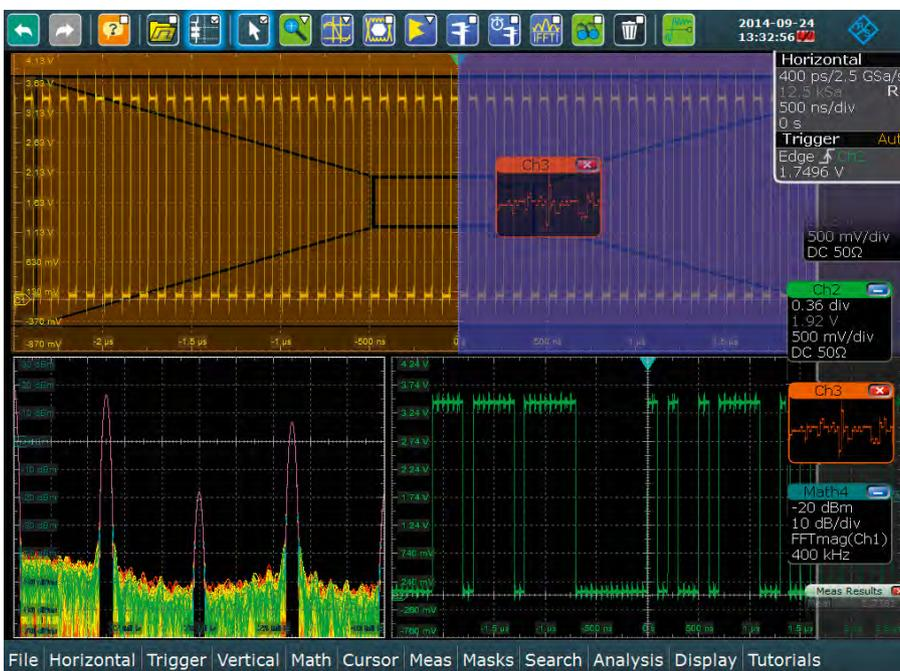 2014-09-24
13:32:56
Horizontal
400 ps/2.5 GSa/s
12.5 kSa R
500 ns/div
0 s
Trigger Aut
Edge Ch2
1.7496 V
500 mV/div
DC 50Ω
Ch2
0.36 div
1.92 V
500 mV/div
DC 50Ω
Ch3
Math4
-20 dBm
10 dB/div
FFTmag(Ch1)
400 kHz
Meas Results
4.13 V
3.63 V
3.13 V
2.63 V
2.13 V
1.63 V
1.13 V
630 mV
130 mV
-370 mV
-870 mV
-2 µs
-1.5 µs
-1 µs
-500 ns
500 ns
1 µs
1.5 µs
Ch3
4.24 V
3.74 V
3.24 V
2.74 V
2.24 V
1.74 V
1.24 V
740 mV
240 mV
-260 mV
-760 mV
-1.5 µs
-1 µs
-500 ns
0 s
500 ns
1 µs
1.5 µs
File Horizontal Trigger Vertical Math Cursor Meas Masks Search Analysis Display Tutorials